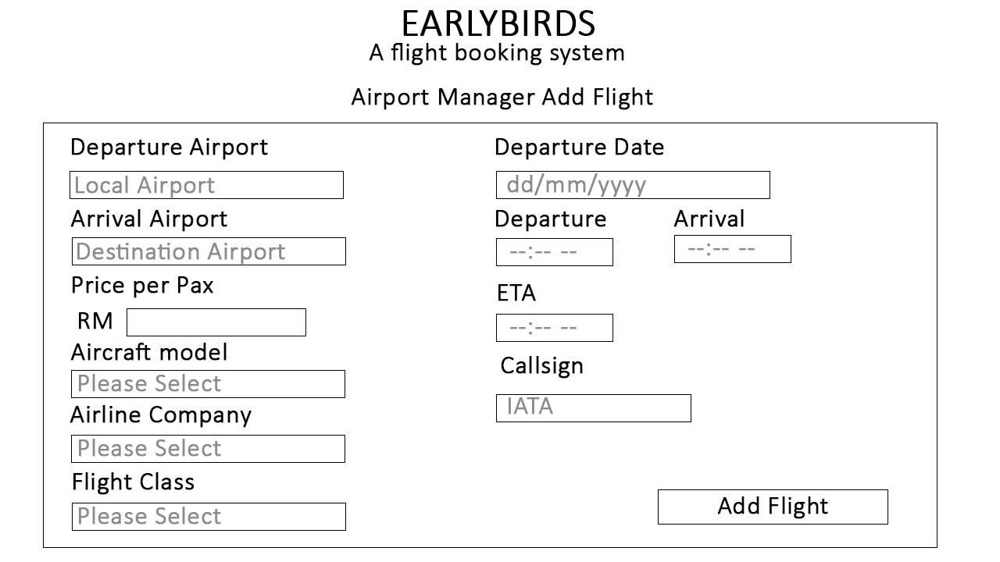 EARLYBIRDS
A flight booking system
Airport Manager Add Flight
Departure Airport
Local Airport
Arrival Airport
Destination Airport
Price per Pax
RM
Aircraft model
Please Select
Airline Company
Please Select
Flight Class
Please Select
Departure Date
dd/mm/yyyy
Departure
--:-- --
Arrival
--:-- --
ETA
--:-- --
Callsign
IATA
Add Flight